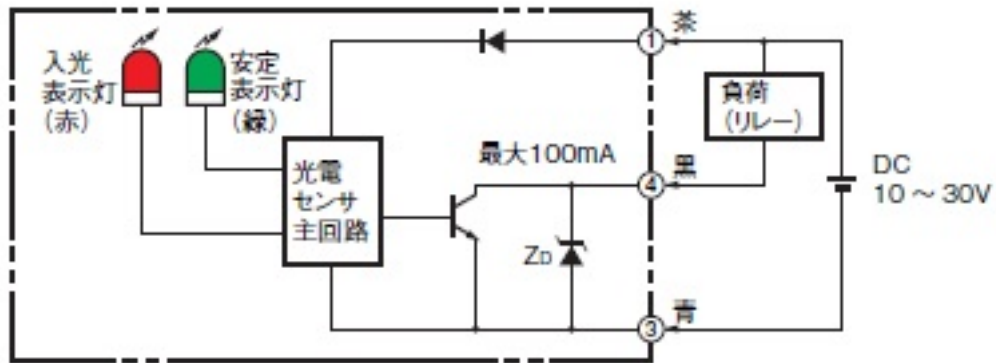 入光
表示灯
(赤)
安定
表示灯
(緑)
光電
センサ
主回路
最大100mA
ZD
① 茶
④ 黒
③ 青
負荷
(リレー)
DC
10 ～ 30V